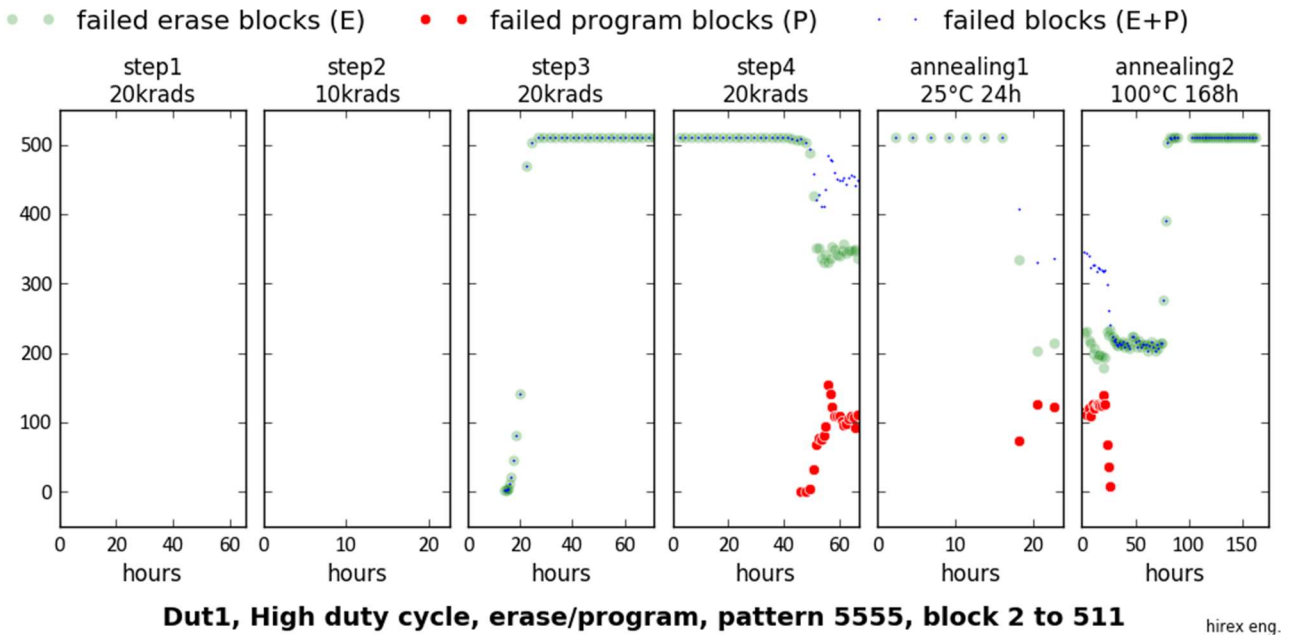 failed erase blocks (E) failed program blocks (P) failed blocks (E+P)
step1 step2 step3 step4 annealing1 annealing2
20krads 10krads 20krads 20krads 25°C 24h 100°C 168h
500
400
300
200
100
0
0 20 40 60 0 10 20 0 20 40 60 0 20 40 60 0 10 20 0 50 100 150
hours hours hours hours hours hours
Dut1, High duty cycle, erase/program, pattern 5555, block 2 to 511
hirex eng.